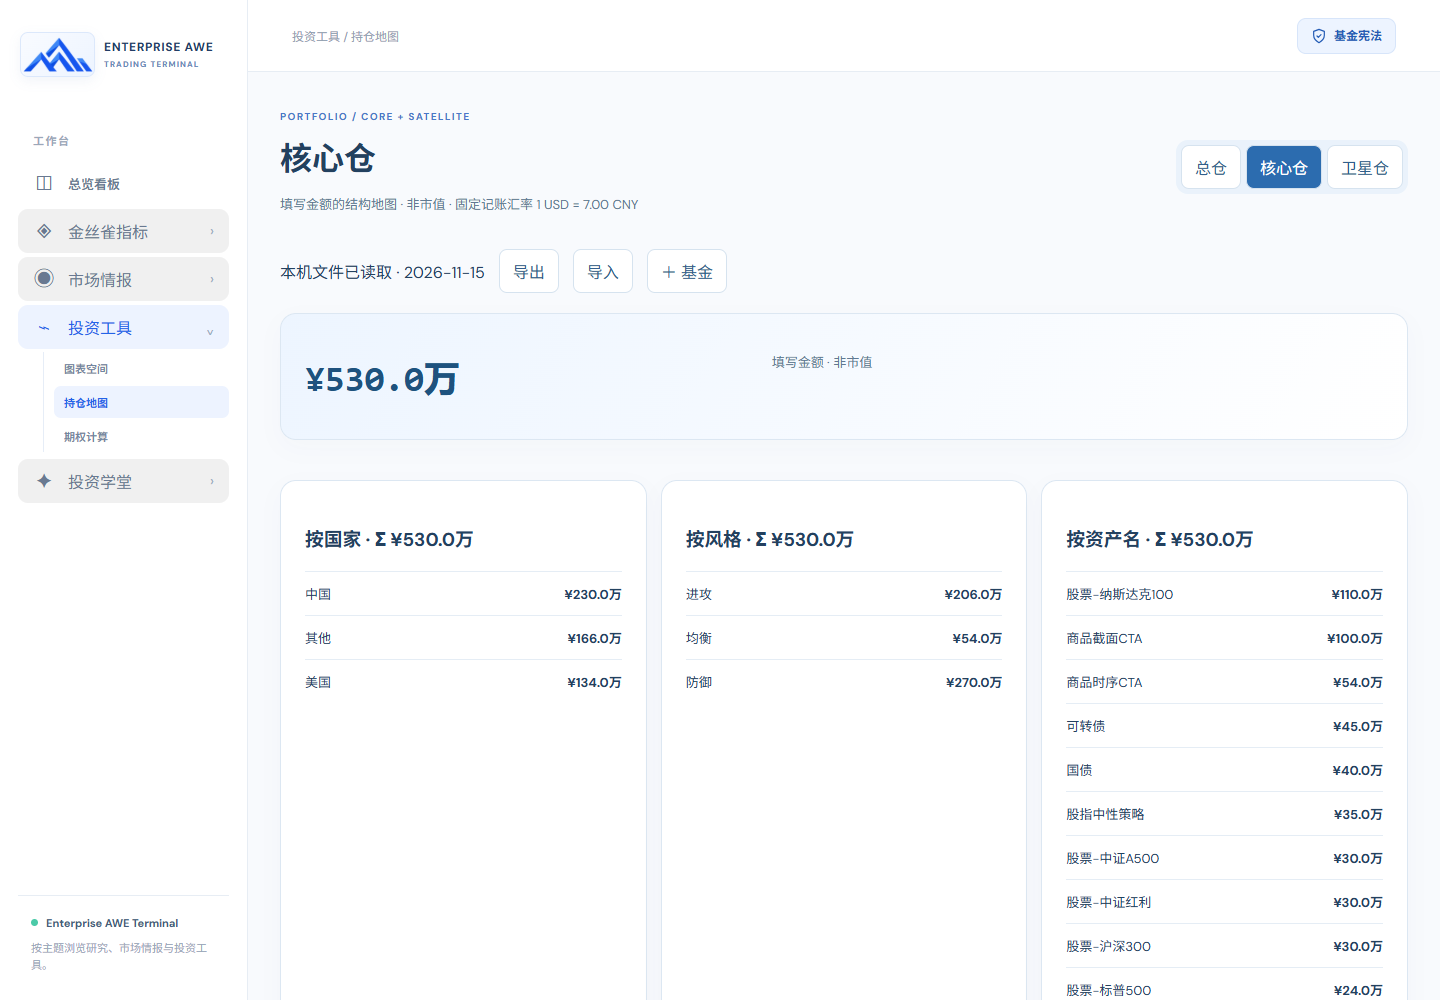 ENTERPRISE AWE
TRADING TERMINAL
投资工具 / 持仓地图
基金宪法
工作台
总览看板
金丝雀指标
市场情报
投资工具
图表空间
持仓地图
期权计算
投资学堂
Enterprise AWE Terminal
按主题浏览研究、市场情报与投资工
具。
PORTFOLIO / CORE + SATELLITE
核心仓
填写金额的结构地图 · 非市值 · 固定记账汇率 1 USD = 7.00 CNY
总仓
核心仓
卫星仓
本机文件已读取 · 2026-11-15
导出
导入
＋ 基金
¥530.0万
填写金额 · 非市值
按国家 · Σ ¥530.0万
中国 ¥230.0万
其他 ¥166.0万
美国 ¥134.0万
按风格 · Σ ¥530.0万
进攻 ¥206.0万
均衡 ¥54.0万
防御 ¥270.0万
按资产名 · Σ ¥530.0万
股票-纳斯达克100 ¥110.0万
商品截面CTA ¥100.0万
商品时序CTA ¥54.0万
可转债 ¥45.0万
国债 ¥40.0万
股指中性策略 ¥35.0万
股票-中证A500 ¥30.0万
股票-中证红利 ¥30.0万
股票-沪深300 ¥30.0万
股票-标普500 ¥24.0万